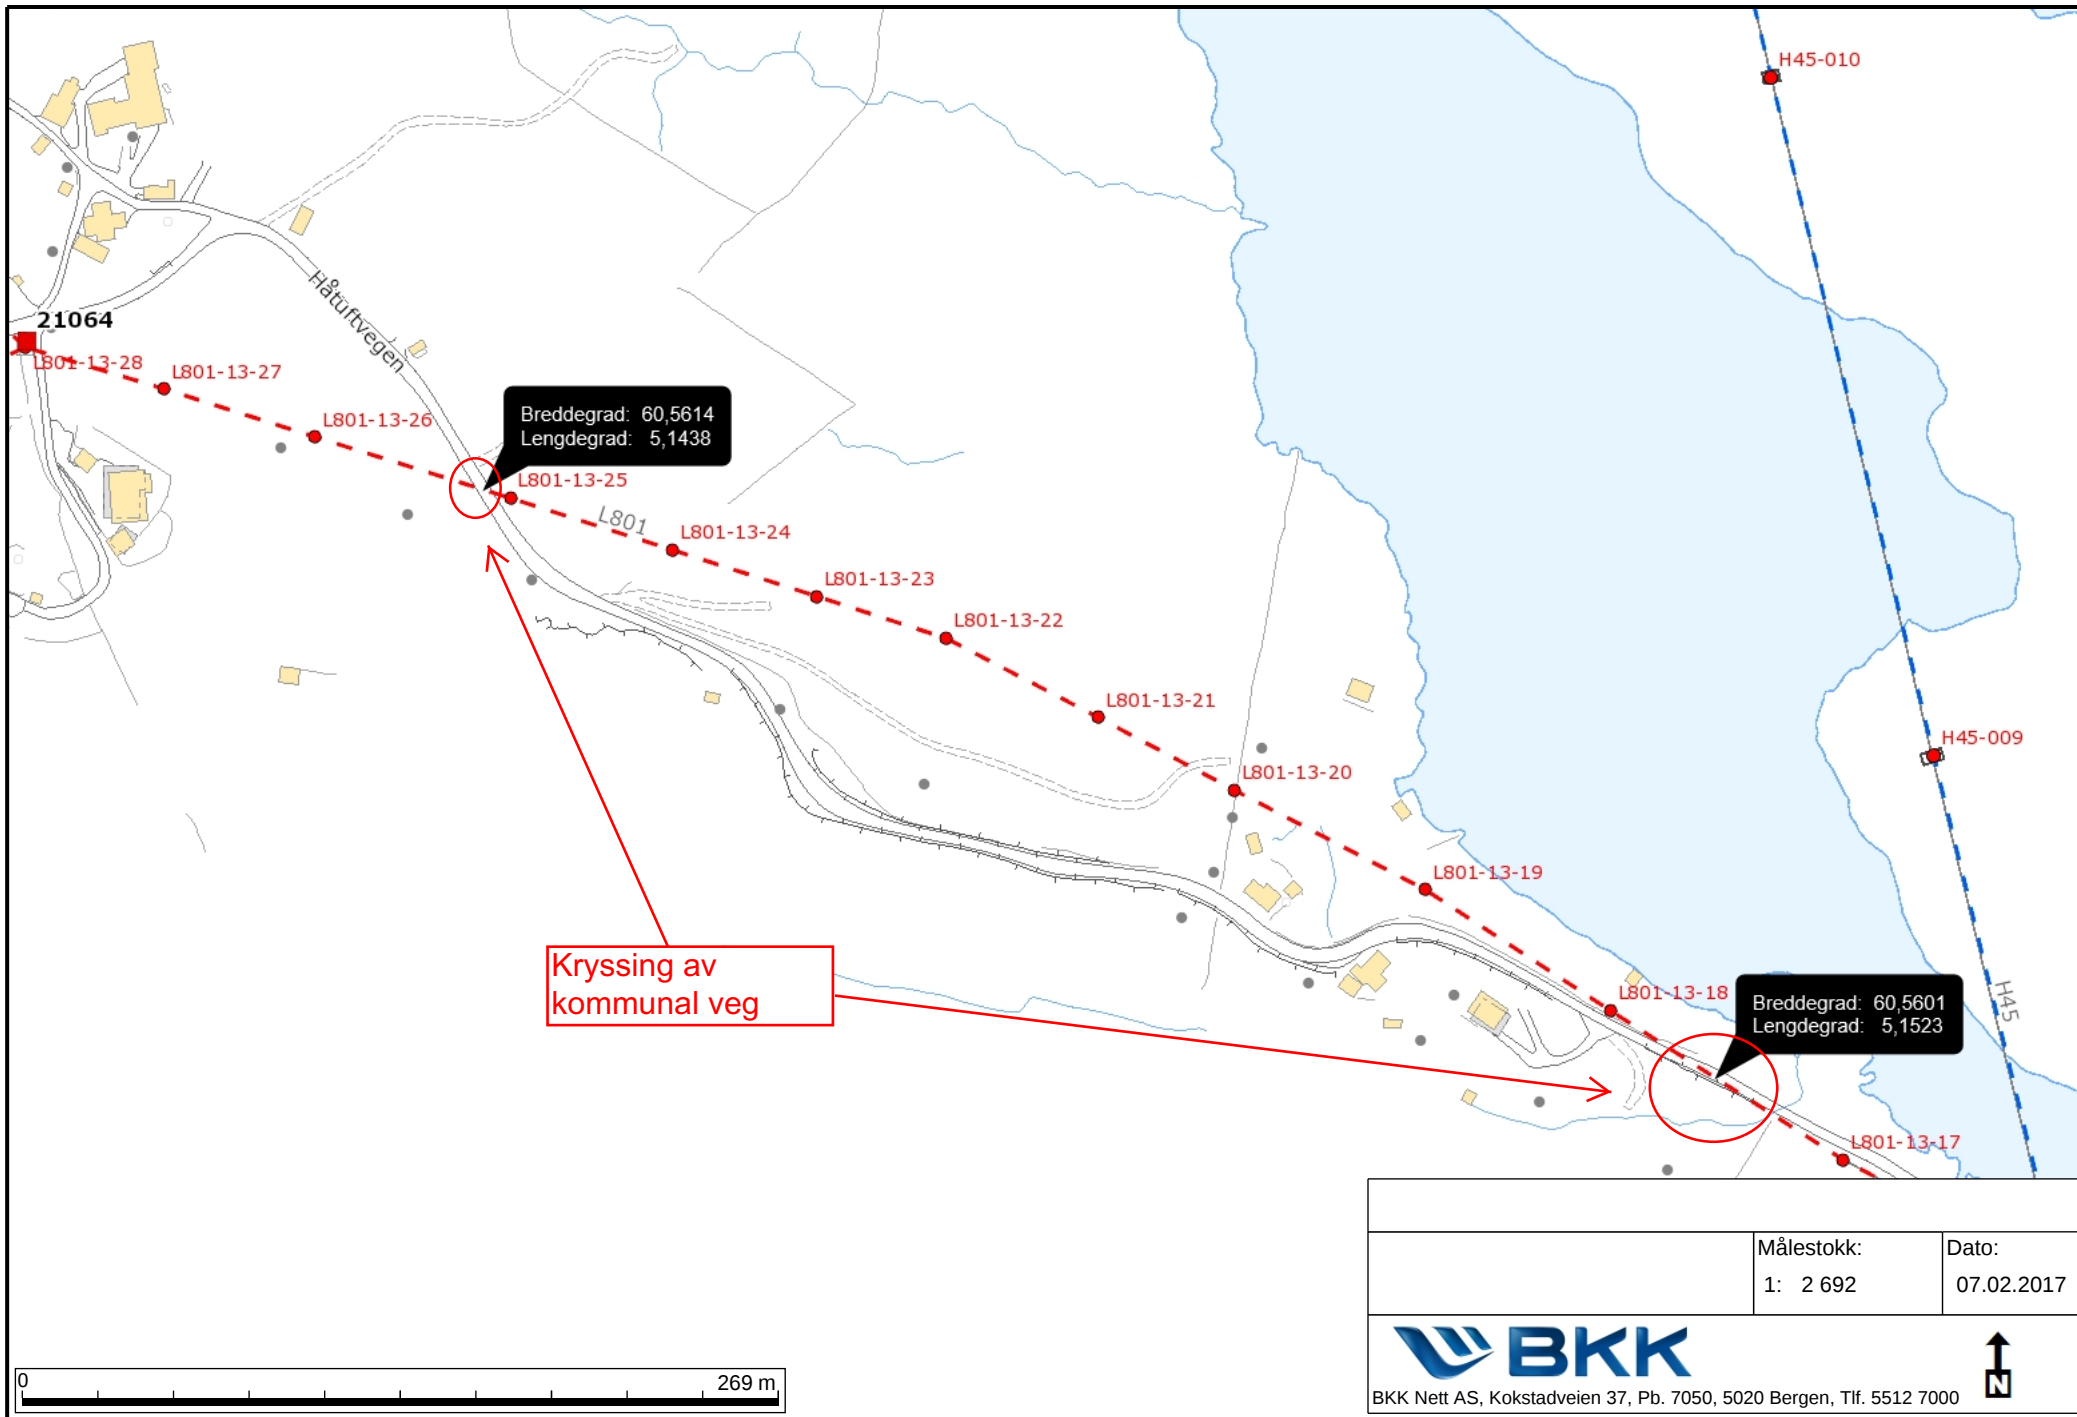 H45-010
21064
L801-13-28
L801-13-27
L801-13-26
Håtuftvegen
Breddegrad: 60,5614
Lengdegrad: 5,1438
L801-13-25
L801
L801-13-24
L801-13-23
L801-13-22
L801-13-21
H45-009
L801-13-20
L801-13-19
Kryssing av
kommunal veg
L801-13-18
Breddegrad: 60,5601
Lengdegrad: 5,1523
H45
L801-13-17
Målestokk:
1: 2 692
Dato:
07.02.2017
BKK
BKK Nett AS, Kokstadveien 37, Pb. 7050, 5020 Bergen, Tlf. 5512 7000
N
0
269 m